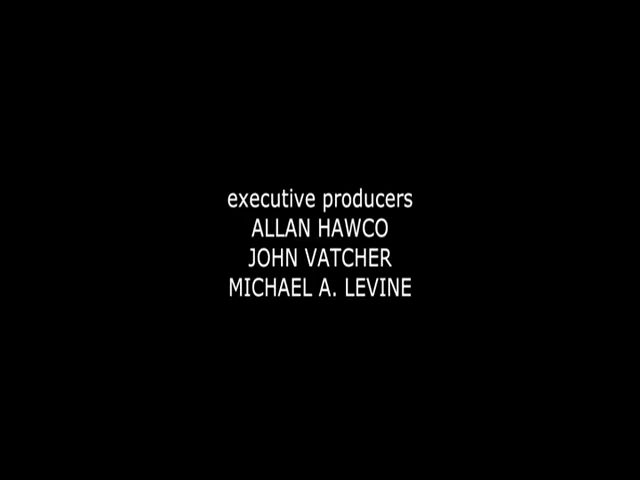 executive producers
ALLAN HAWCO
JOHN VATCHER
MICHAEL A. LEVINE